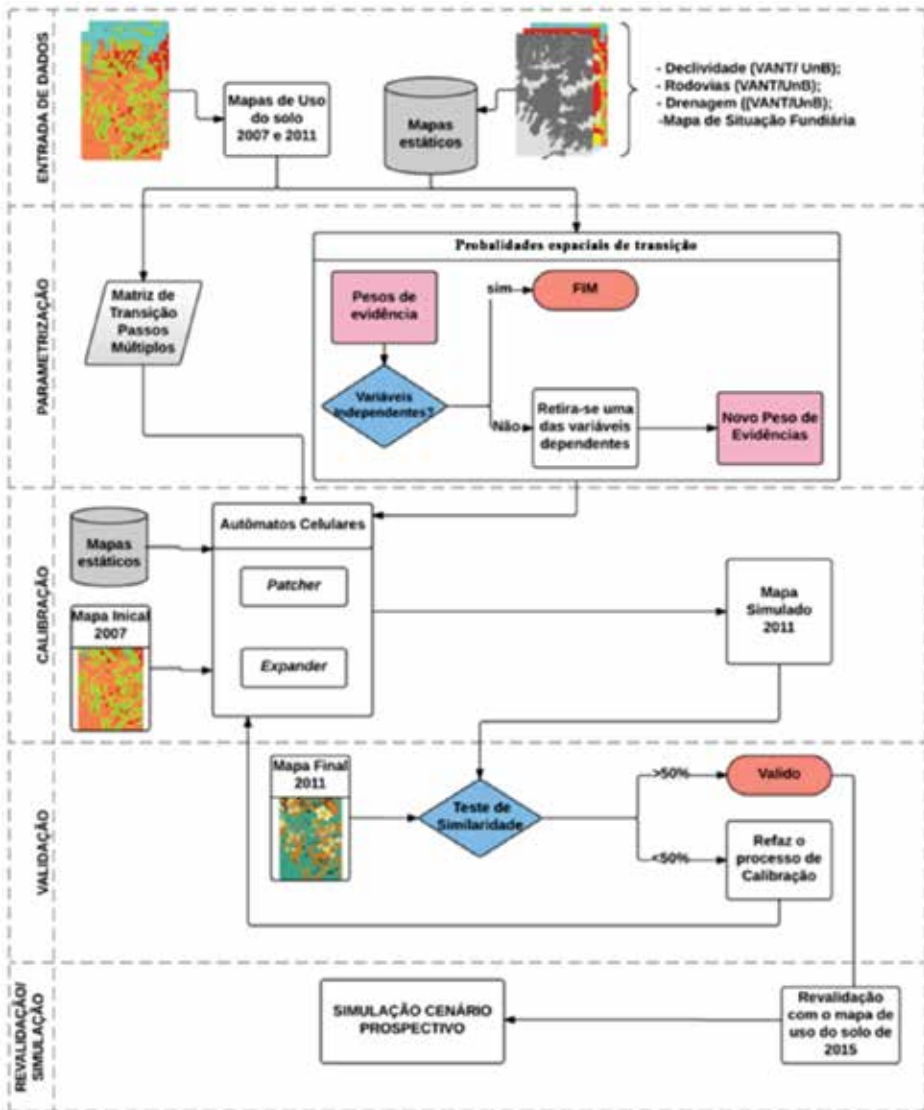 ENTRADA DE DADOS
Mapas de Uso
do solo
2007 e 2011
Mapas
estáticos
- Declividade (VANT/ UnB);
- Rodovias (VANT/UnB);
- Drenagem ((VANT/UnB);
-Mapa de Situação Fundiária
PARAMETRIZAÇÃO
Matriz de
Transição
Passos
Múltiplos
Probalidades espaciais de transição
Pesos de
evidência
sim
FIM
Variáveis
Independentes?
Não
Retira-se uma
das variáveis
dependentes
Novo Peso de
Evidências
CALIBRAÇÃO
Mapas
estáticos
Mapa Inical
2007
Autômatos Celulares
Patcher
Expander
Mapa
Simulado
2011
VALIDAÇÃO
Mapa Final
2011
Teste de
Similaridade
>50%
Valido
<50%
Refaz o
processo de
Calibração
REVALIDAÇÃO/
SIMULAÇÃO
SIMULAÇÃO CENÁRIO
PROSPECTIVO
Revalidação
com o mapa de
uso do solo de
2015